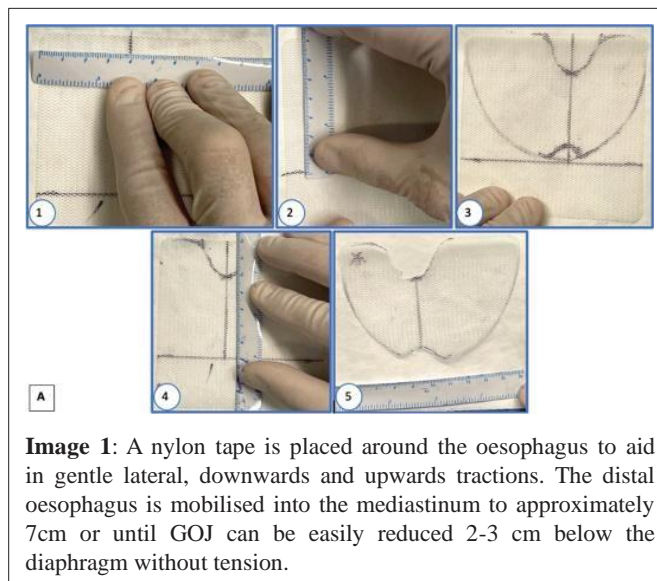 1
2
3
4
5
A
Image 1: A nylon tape is placed around the oesophagus to aid
in gentle lateral, downwards and upwards tractions. The distal
oesophagus is mobilised into the mediastinum to approximately
7cm or until GOJ can be easily reduced 2-3 cm below the
diaphragm without tension.